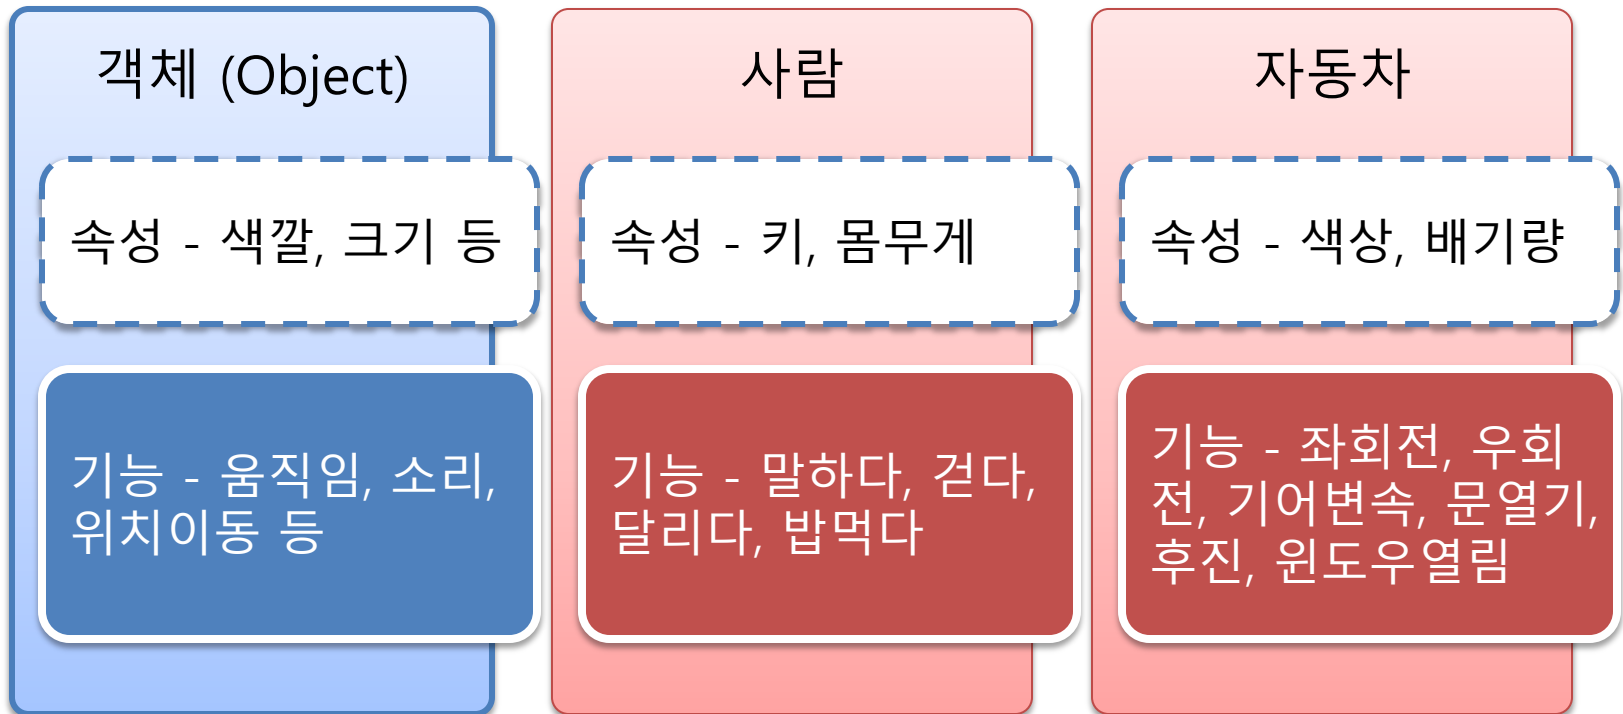 객체 (Object)
속성 - 색깔, 크기 등
기능 - 움직임, 소리,
위치이동 등
사람
속성 - 키, 몸무게
기능 - 말하다, 걷다,
달리다, 밥먹다
자동차
속성 - 색상, 배기량
기능 - 좌회전, 우회
전, 기어변속, 문열기,
후진, 윈도우열림